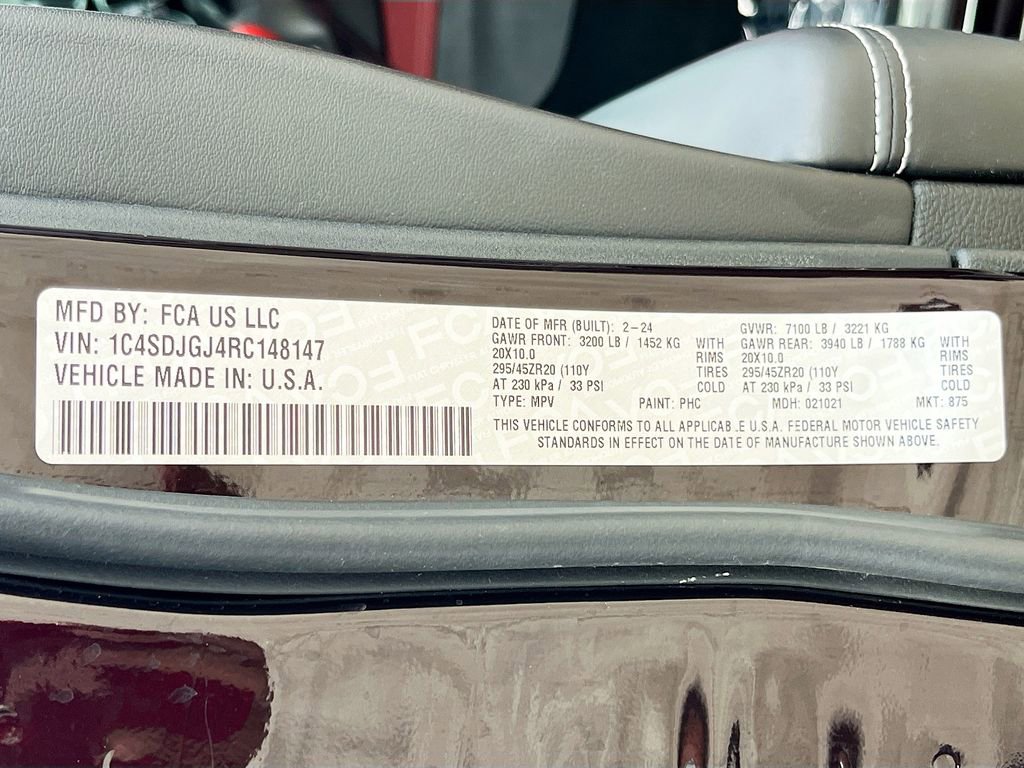 MFD BY: FCA US LLC
VIN: 1C4SDJGJ4RC148147
VEHICLE MADE IN: U.S.A.
DATE OF MFR (BUILT): 2-24
GAWR FRONT: 3200 LB / 1452 KG WITH
20X10.0 RIMS
295/45ZR20 (110Y TIRES
AT 230 kPa / 33 PSI COLD
GVWR: 7100 LB / 3221 KG
GAWR REAR: 3940 LB / 1788 KG WITH
20X10.0 RIMS
295/45ZR20 (110Y TIRES
AT 230 kPa / 33 PSI COLD
TYPE: MPV PAINT: PHC MDH: 021021 MKT: 875
THIS VEHICLE CONFORMS TO ALL APPLICAB.E U.S.A. FEDERAL MOTOR VEHICLE SAFETY
STANDARDS IN EFFECT ON THE DATE OF MANUFACTURE SHOWN ABOVE.